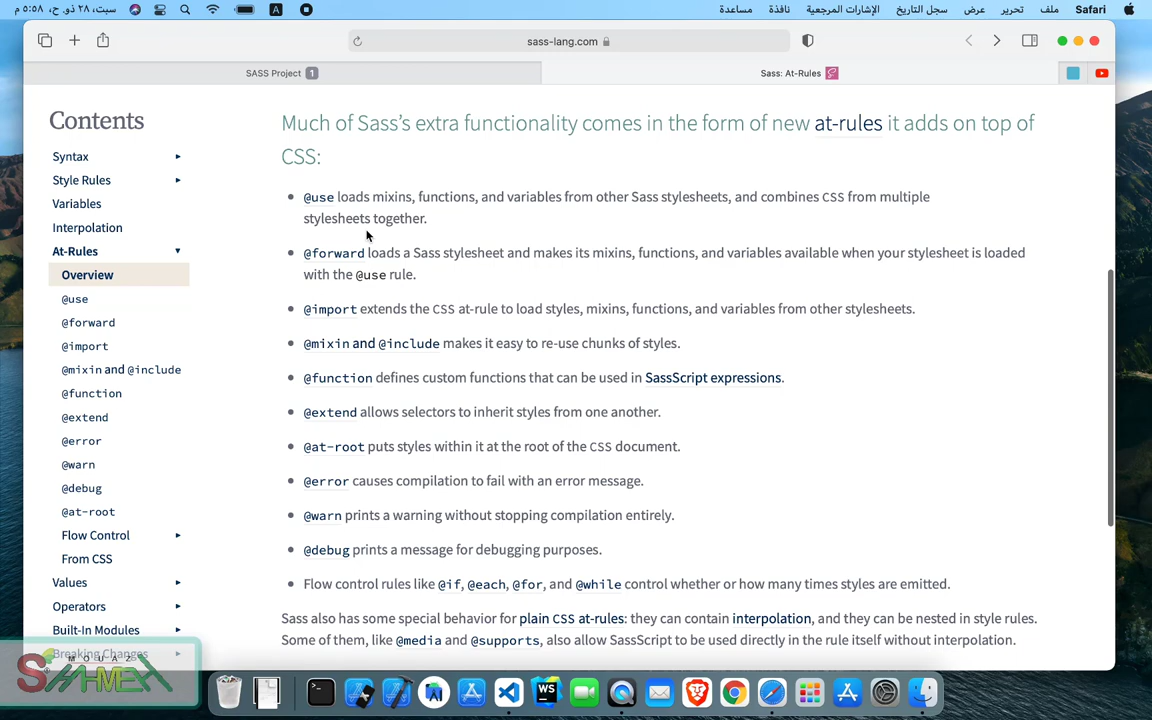 Safari ملف تحرير عرض سجل التاريخ الإشارات المرجعية نافذة مساعدة
A
سبت، ٢٨ ذو. ح، ٥:٥٨ م
sass-lang.com
SASS Project 1
Sass: At-Rules
Contents
Syntax
Style Rules
Variables
Interpolation
At-Rules
Overview
@use
@forward
@import
@mixin and @include
@function
@extend
@error
@warn
@debug
@at-root
Flow Control
From CSS
Values
Operators
Built-In Modules
Breaking Changes
Much of Sass’s extra functionality comes in the form of new at-rules it adds on top of
CSS:
@use loads mixins, functions, and variables from other Sass stylesheets, and combines CSS from multiple
stylesheets together.
@forward loads a Sass stylesheet and makes its mixins, functions, and variables available when your stylesheet is loaded
with the @use rule.
@import extends the CSS at-rule to load styles, mixins, functions, and variables from other stylesheets.
@mixin and @include makes it easy to re-use chunks of styles.
@function defines custom functions that can be used in SassScript expressions.
@extend allows selectors to inherit styles from one another.
@at-root puts styles within it at the root of the CSS document.
@error causes compilation to fail with an error message.
@warn prints a warning without stopping compilation entirely.
@debug prints a message for debugging purposes.
Flow control rules like @if, @each, @for, and @while control whether or how many times styles are emitted.
Sass also has some special behavior for plain CSS at-rules: they can contain interpolation, and they can be nested in style rules.
Some of them, like @media and @supports, also allow SassScript to be used directly in the rule itself without interpolation.
MOUAZ
WS